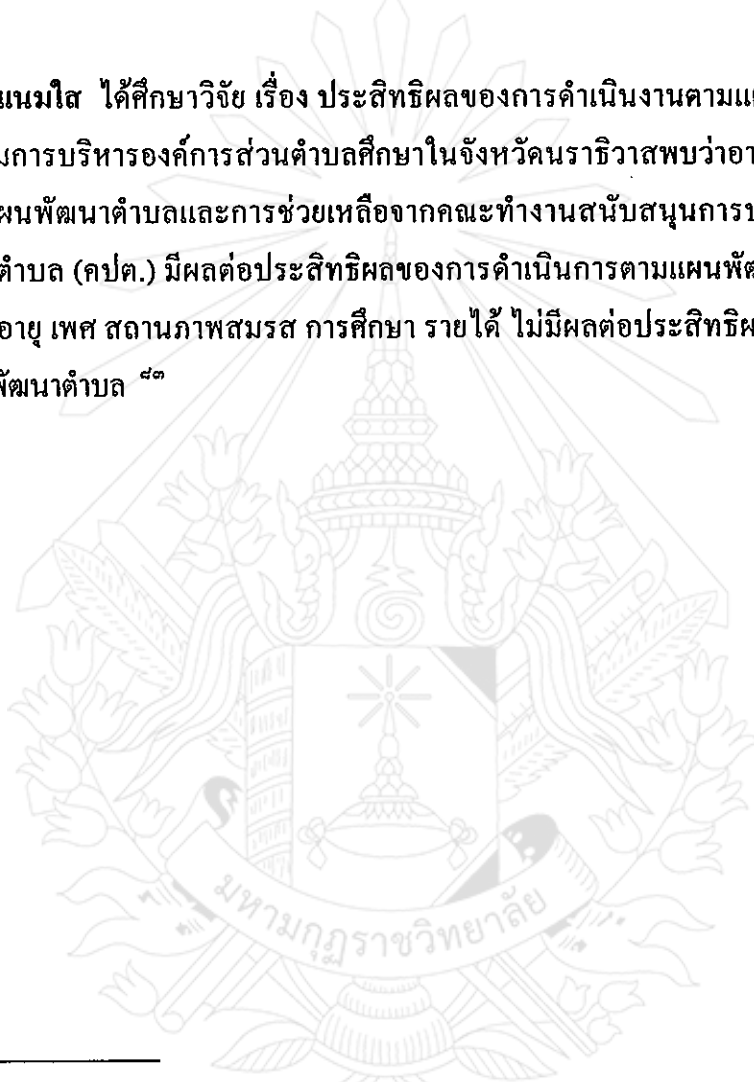 แนมใส ได้ศึกษาวิจัย เรื่อง ประสิทธิผลของการดำเนินงานตามแ
มการบริหารองค์การส่วนตำบลศึกษาในจังหวัดนราธิวาสพบว่าอา
ผนพัฒนาตำบลและการช่วยเหลือจากคณะทำงานสนับสนุนการ
ตำบล (คปต.) มีผลต่อประสิทธิผลของการดำเนินการตามแผนพัฒ
อายุ เพศ สถานภาพสมรส การศึกษา รายได้ ไม่มีผลต่อประสิทธิผ
พัฒนาตำบล ๘๓
มหามกุฏราชวิทยาลัย